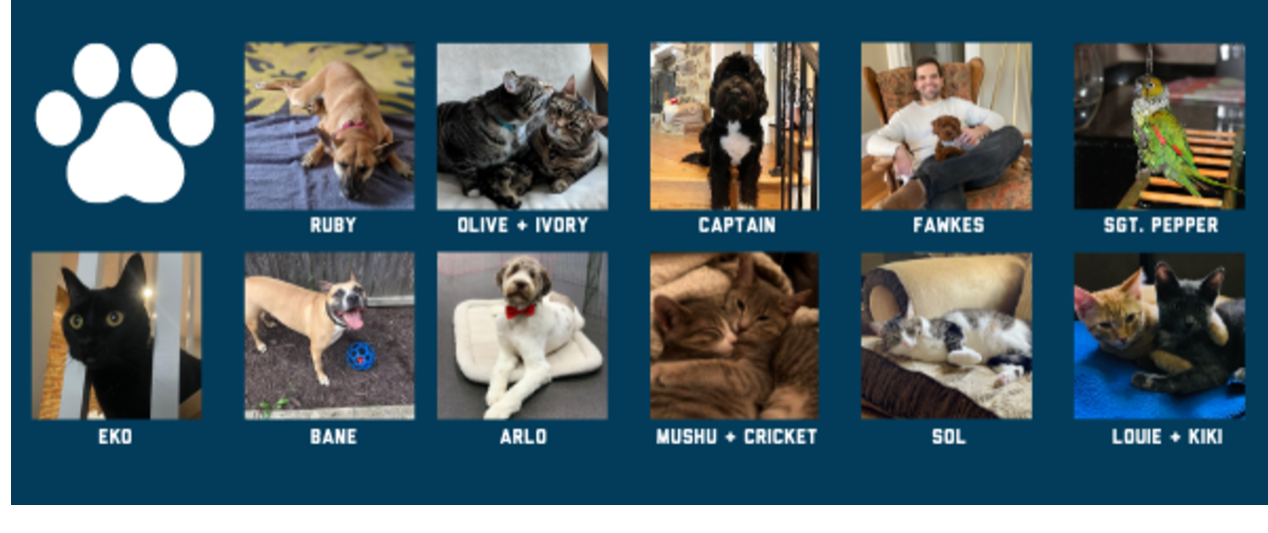 RUBY
OLIVE + IVORY
CAPTAIN
FAWKES
SGT. PEPPER
EKO
BANE
ARLO
MUSHU + CRICKET
SOL
LOUIE + KIKI